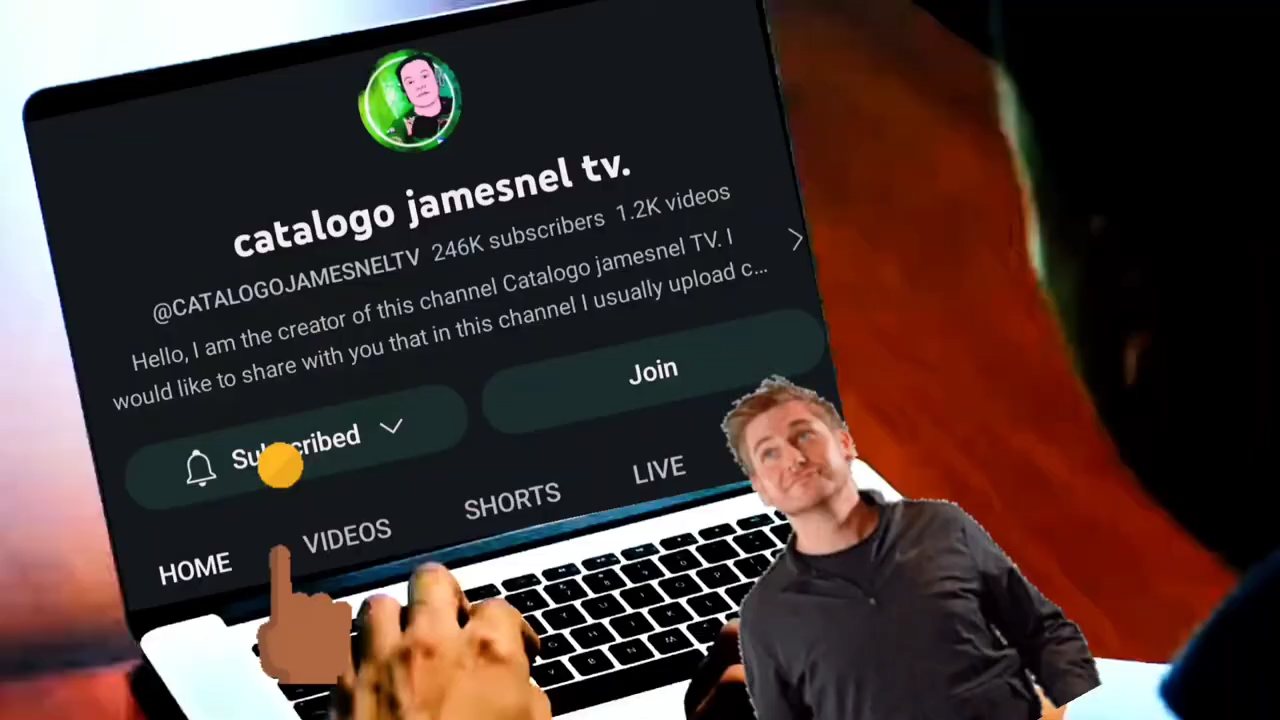 catalogo jamesnel tv.
@CATALOGOJAMESNELTV 246K subscribers 1.2K videos
Hello, I am the creator of this channel Catalogo jamesnel TV. I
would like to share with you that in this channel I usually upload c...
Subscribed
Join
HOME VIDEOS SHORTS LIVE